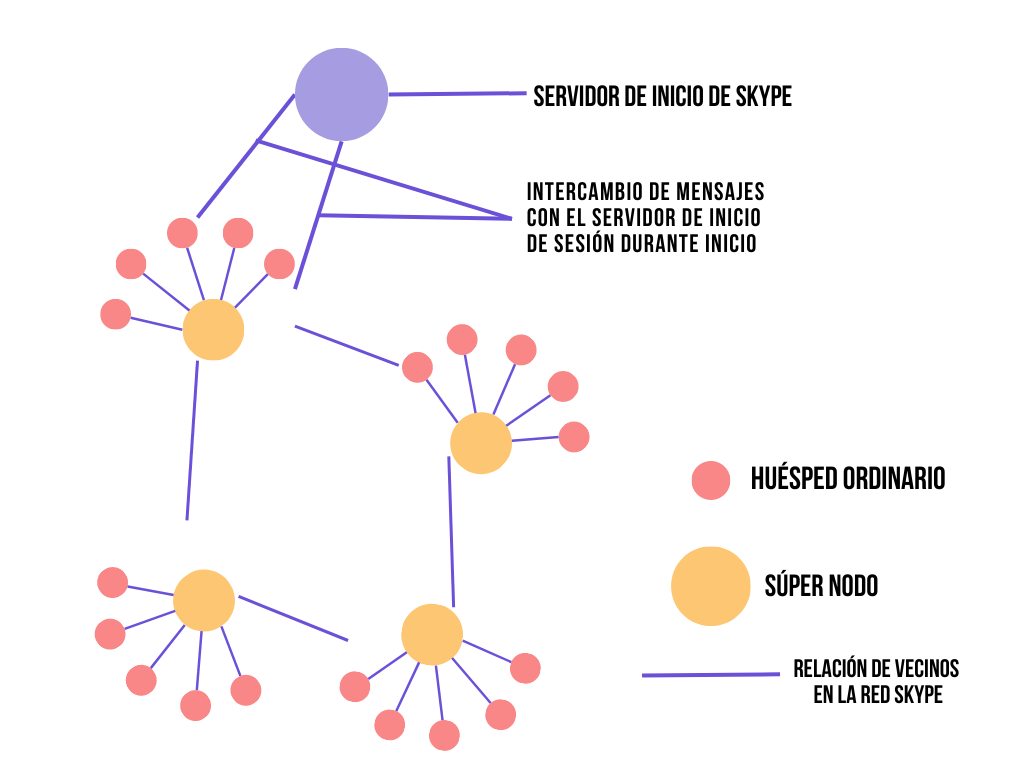 SERVIDOR DE INICIO DE SKYPE
INTERCAMBIO DE MENSAJES
CON EL SERVIDOR DE INICIO
DE SESIÓN DURANTE INICIO
HUÉSPED ORDINARIO
SÚPER NODO
RELACIÓN DE VECINOS
EN LA RED SKYPE